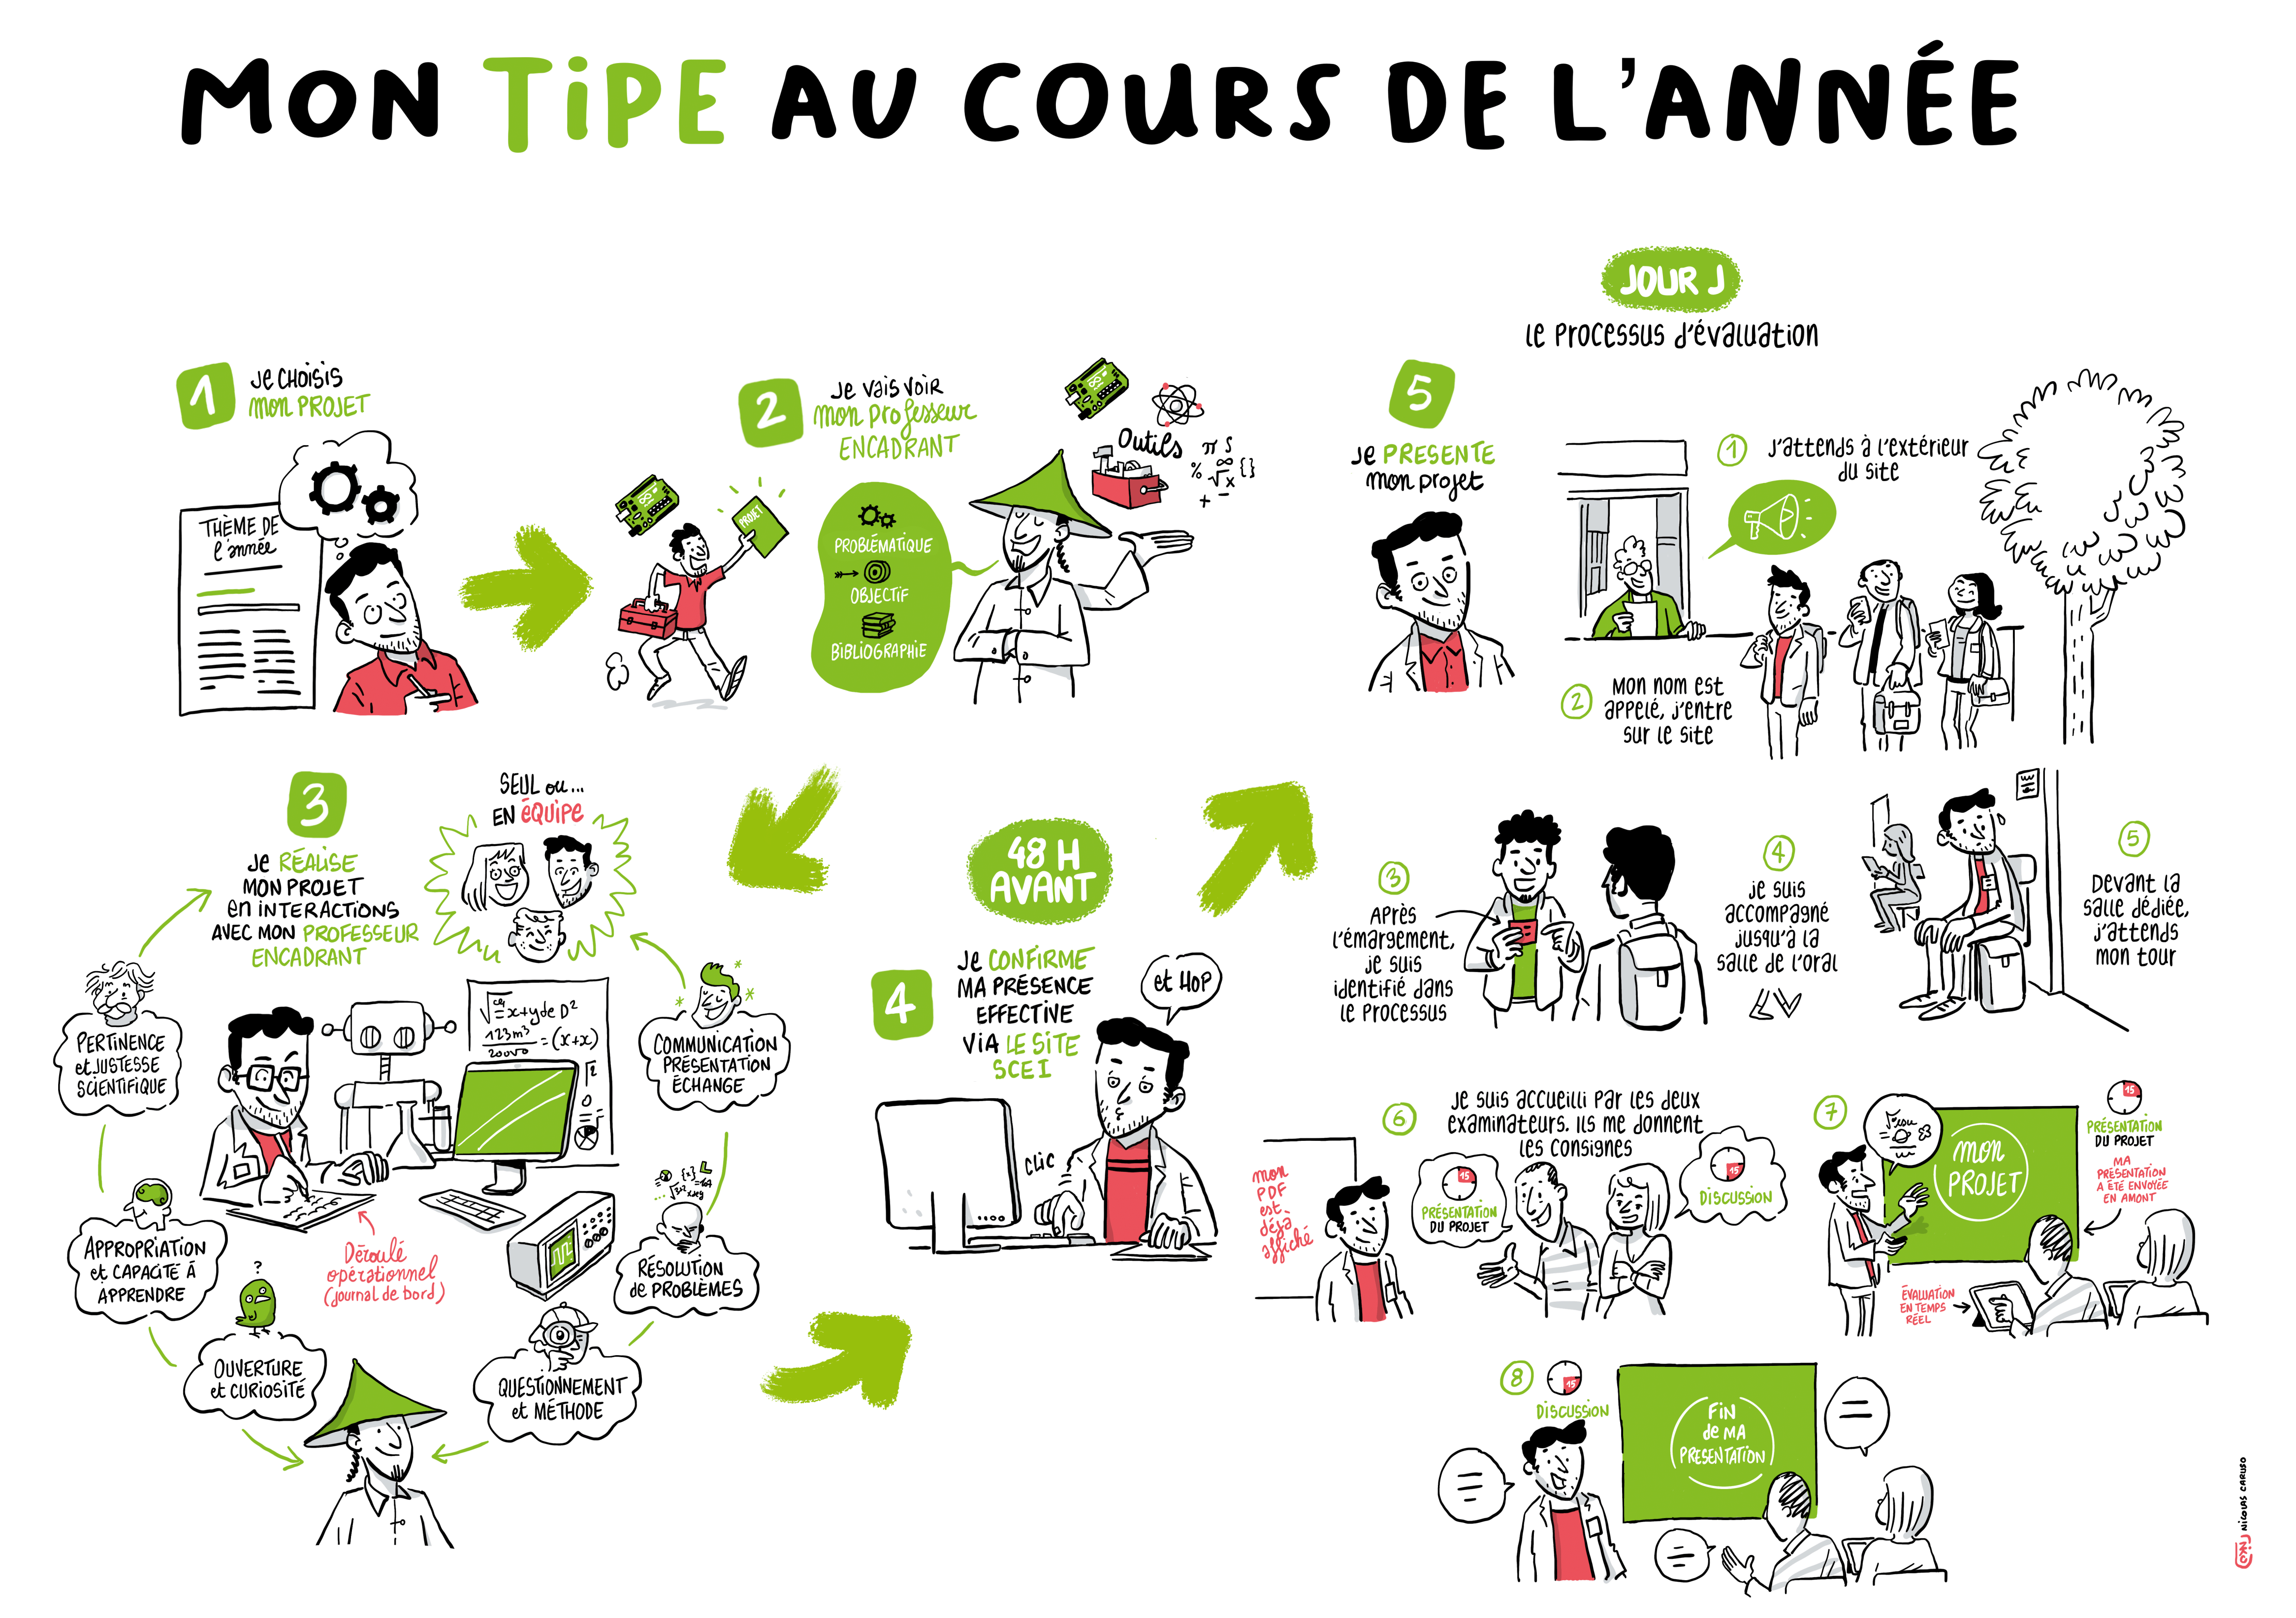 MON TiPE AU COURS DE L'ANNÉE
1
Je CHOISIS
mon PROJET
THÈME DE
l'année
2
Je vais voir
mon professeur
ENCADRANT
PROJET
PROBLÉMATIQUE
OBJECTIF
BIBLIOGRAPHIE
Outils
3
Je RÉALISE
MON PROJET
en INTERACTIONS
AVEC MON PROFESSEUR
ENCADRANT
SEUL ou...
EN équipe
PERTINENCE
et JUSTESSE
SCIENTIFIQUE
APPROPRIATION
et CAPACITÉ À
APPRENDRE
?
OUVERTURE
et CURIOSITÉ
QUESTIONNEMENT
et MÉTHODE
RÉSOLUTION
de PROBLÈMES
COMMUNICATION
PRÉSENTATION
ÉCHANGE
Déroulé
opérationnel
(journal de bord)
48 H
AVANT
4
Je CONFIRME
MA PRÉSENCE
EFFECTIVE
VIA LE SITE
SCEI
et HOP
CLIC
JOUR J
Le processus d'évaluation
5
Je PRESENTE
mon projet
1
J'attends à l'extérieur
du site
2
Mon nom est
appelé, j'entre
sur le site
3
Après
l'émargement,
je suis
identifié dans
le processus
4
je suis
accompagné
jusqu'à la
salle de l'oral
5
Devant la
salle dédiée,
j'attends
mon tour
6
Je suis accueilli par les deux
examinateurs. Ils me donnent
les consignes
mon
PDF
est
déjà
affiché
15
PRÉSENTATION
DU PROJET
15
DISCUSSION
7
mon
PROJET
15
PRÉSENTATION
DU PROJET
MA
PRÉSENTATION
A ÉTÉ ENVOYÉE
EN AMONT
ÉVALUATION
EN TEMPS
RÉEL
8
15
DISCUSSION
FIN
de MA
PRESENTATION
NICOLAS CARUSO